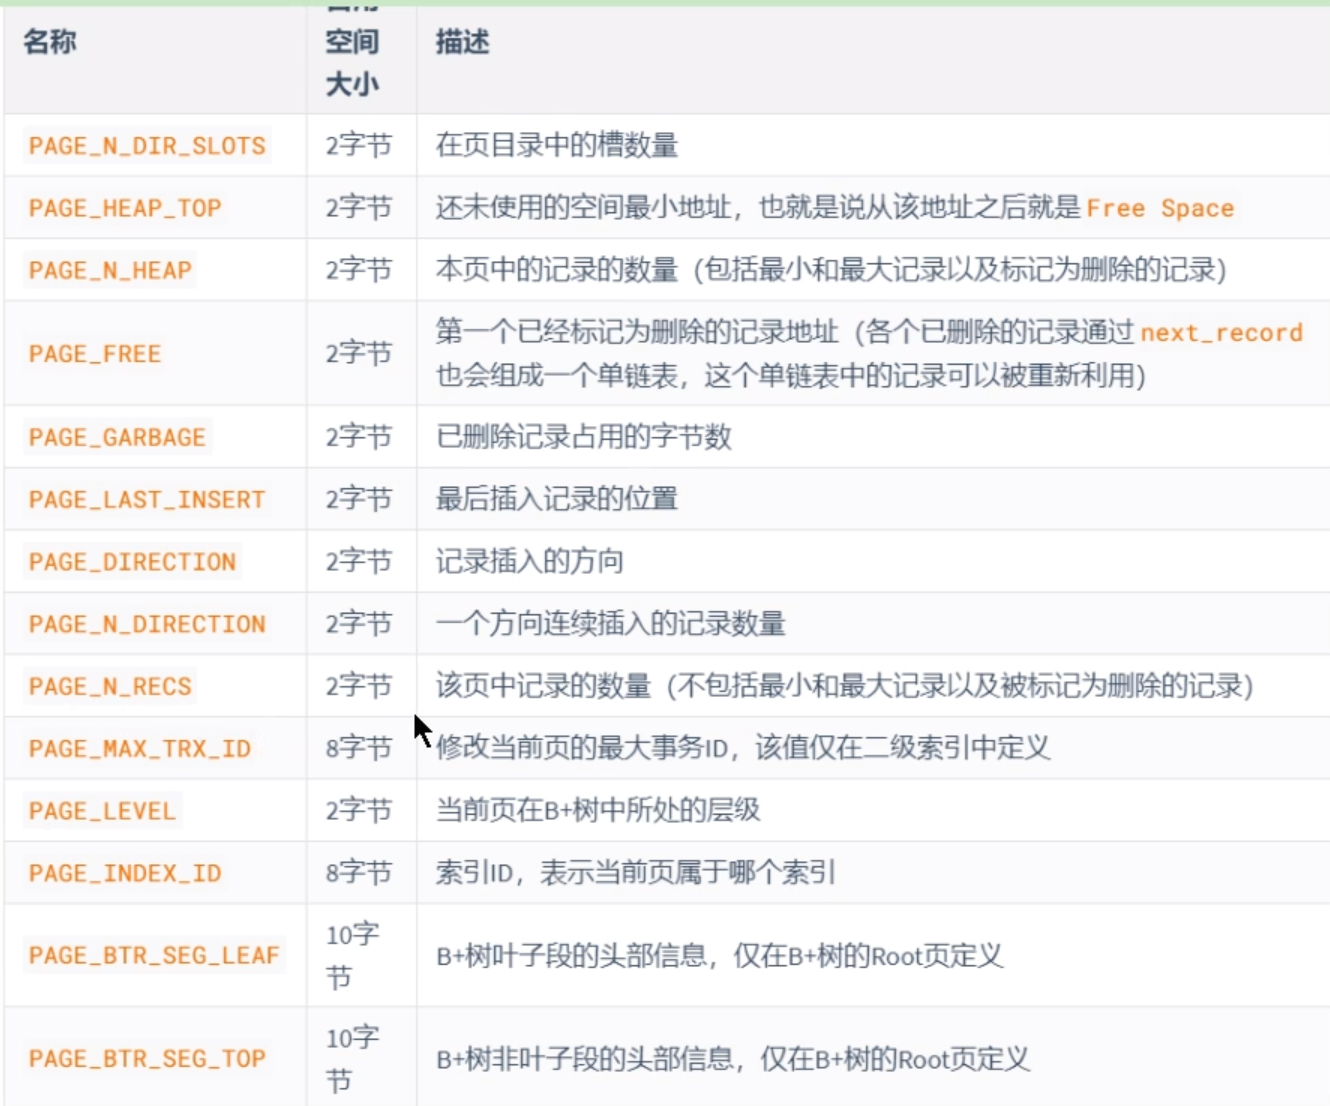 名称
空间
大小
描述
PAGE_N_DIR_SLOTS
2字节
在页目录中的槽数量
PAGE_HEAP_TOP
2字节
还未使用的空间最小地址，也就是说从该地址之后就是 Free Space
PAGE_N_HEAP
2字节
本页中的记录的数量（包括最小和最大记录以及标记为删除的记录）
PAGE_FREE
2字节
第一个已经标记为删除的记录地址（各个已删除的记录通过 next_record
也会组成一个单链表，这个单链表中的记录可以被重新利用）
PAGE_GARBAGE
2字节
已删除记录占用的字节数
PAGE_LAST_INSERT
2字节
最后插入记录的位置
PAGE_DIRECTION
2字节
记录插入的方向
PAGE_N_DIRECTION
2字节
一个方向连续插入的记录数量
PAGE_N_RECS
2字节
该页中记录的数量（不包括最小和最大记录以及被标记为删除的记录）
PAGE_MAX_TRX_ID
8字节
修改当前页的最大事务ID，该值仅在二级索引中定义
PAGE_LEVEL
2字节
当前页在B+树中所处的层级
PAGE_INDEX_ID
8字节
索引ID，表示当前页属于哪个索引
PAGE_BTR_SEG_LEAF
10字
节
B+树叶子段的头部信息，仅在B+树的Root页定义
PAGE_BTR_SEG_TOP
10字
节
B+树非叶子段的头部信息，仅在B+树的Root页定义